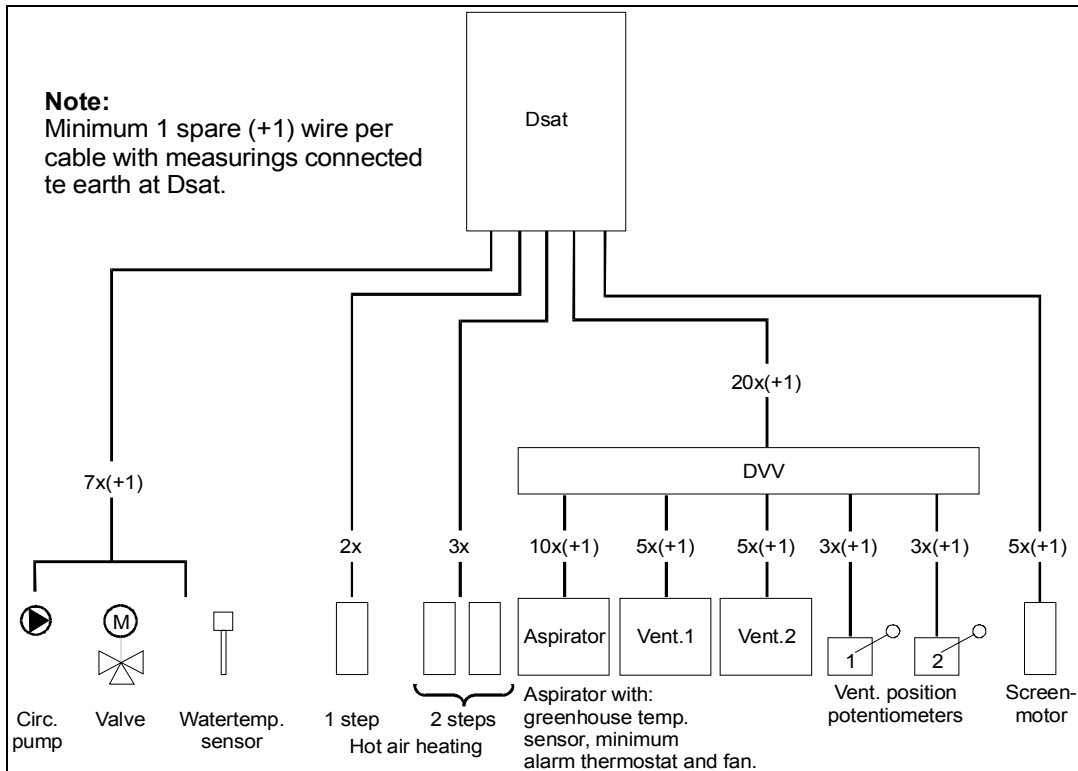 Note:
Minimum 1 spare (+1) wire per
cable with measurings connected
te earth at Dsat.
Dsat
20x(+1)
DVV
7x(+1)
2x
3x
10x(+1)
5x(+1)
5x(+1)
3x(+1)
3x(+1)
5x(+1)
M
Aspirator
Vent.1
Vent.2
1
2
Circ.
pump
Valve
Watertemp.
sensor
1 step
2 steps
Hot air heating
Aspirator with:
greenhouse temp.
sensor, minimum
alarm thermostat and fan.
Vent. position
potentiometers
Screen-
motor